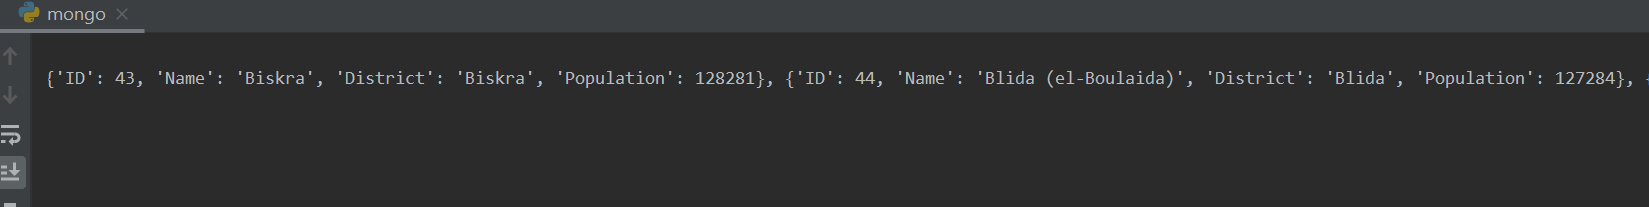 mongo
{'ID': 43, 'Name': 'Biskra', 'District': 'Biskra', 'Population': 128281}, {'ID': 44, 'Name': 'Blida (el-Boulaida)', 'District': 'Blida', 'Population': 127284}, {